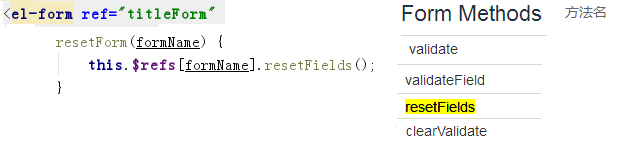 <el-form ref="titleForm"
resetForm(formName) {
this.$refs[formName].resetFields();
}
Form Methods 方法名
validate
validateField
resetFields
clearValidate